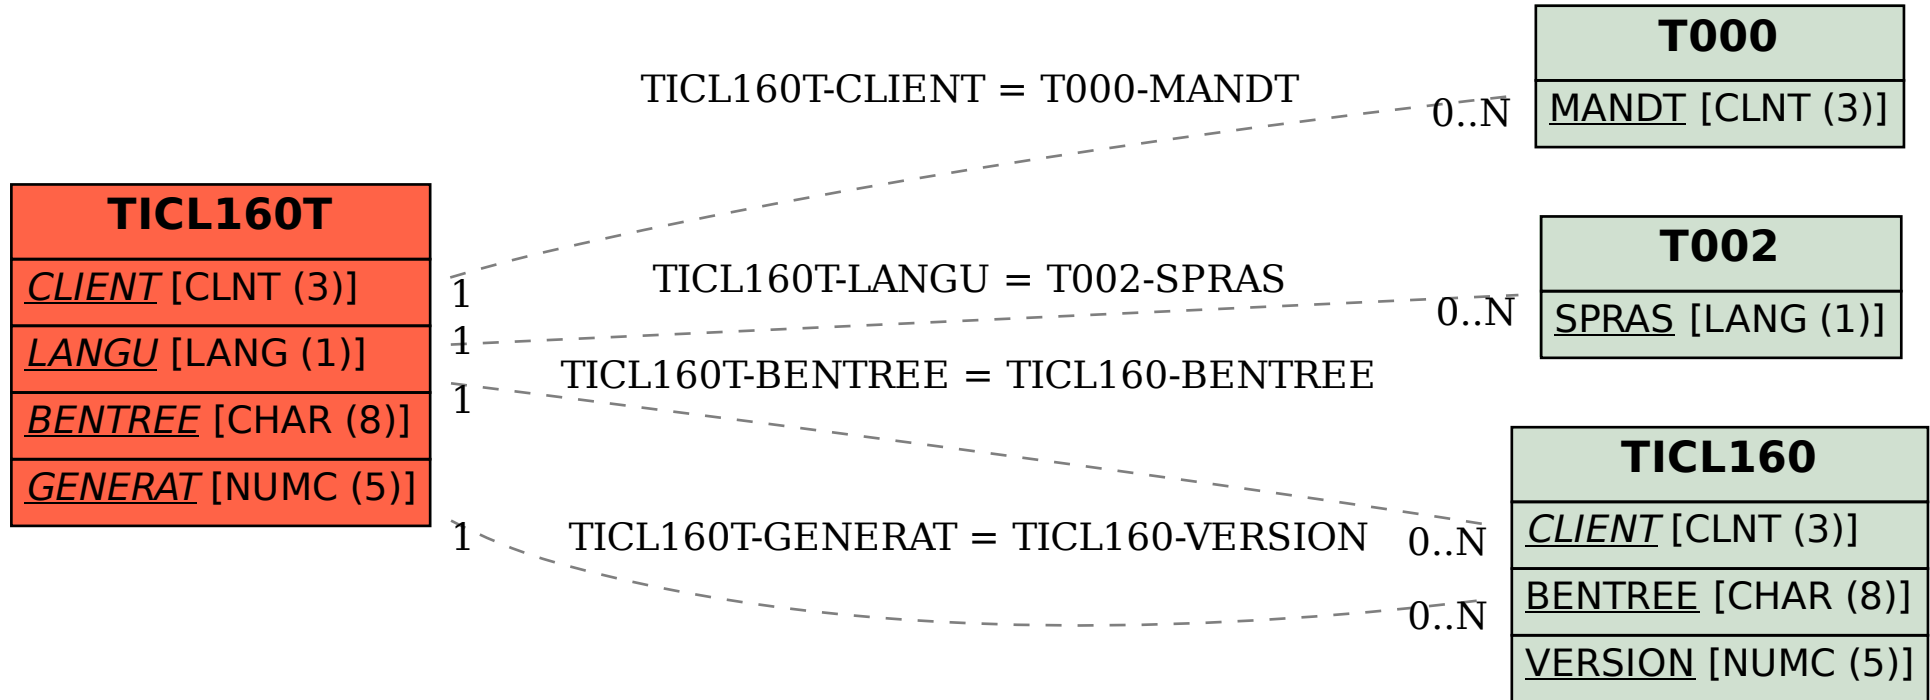 TICL160T
CLIENT [CLNT (3)]
LANGU [LANG (1)]
BENTREE [CHAR (8)]
GENERAT [NUMC (5)]
TICL160T-CLIENT = T000-MANDT
1
0..N
TICL160T-LANGU = T002-SPRAS
1
0..N
TICL160T-BENTREE = TICL160-BENTREE
1
0..N
TICL160T-GENERAT = TICL160-VERSION
1
0..N
T000
MANDT [CLNT (3)]
T002
SPRAS [LANG (1)]
TICL160
CLIENT [CLNT (3)]
BENTREE [CHAR (8)]
VERSION [NUMC (5)]